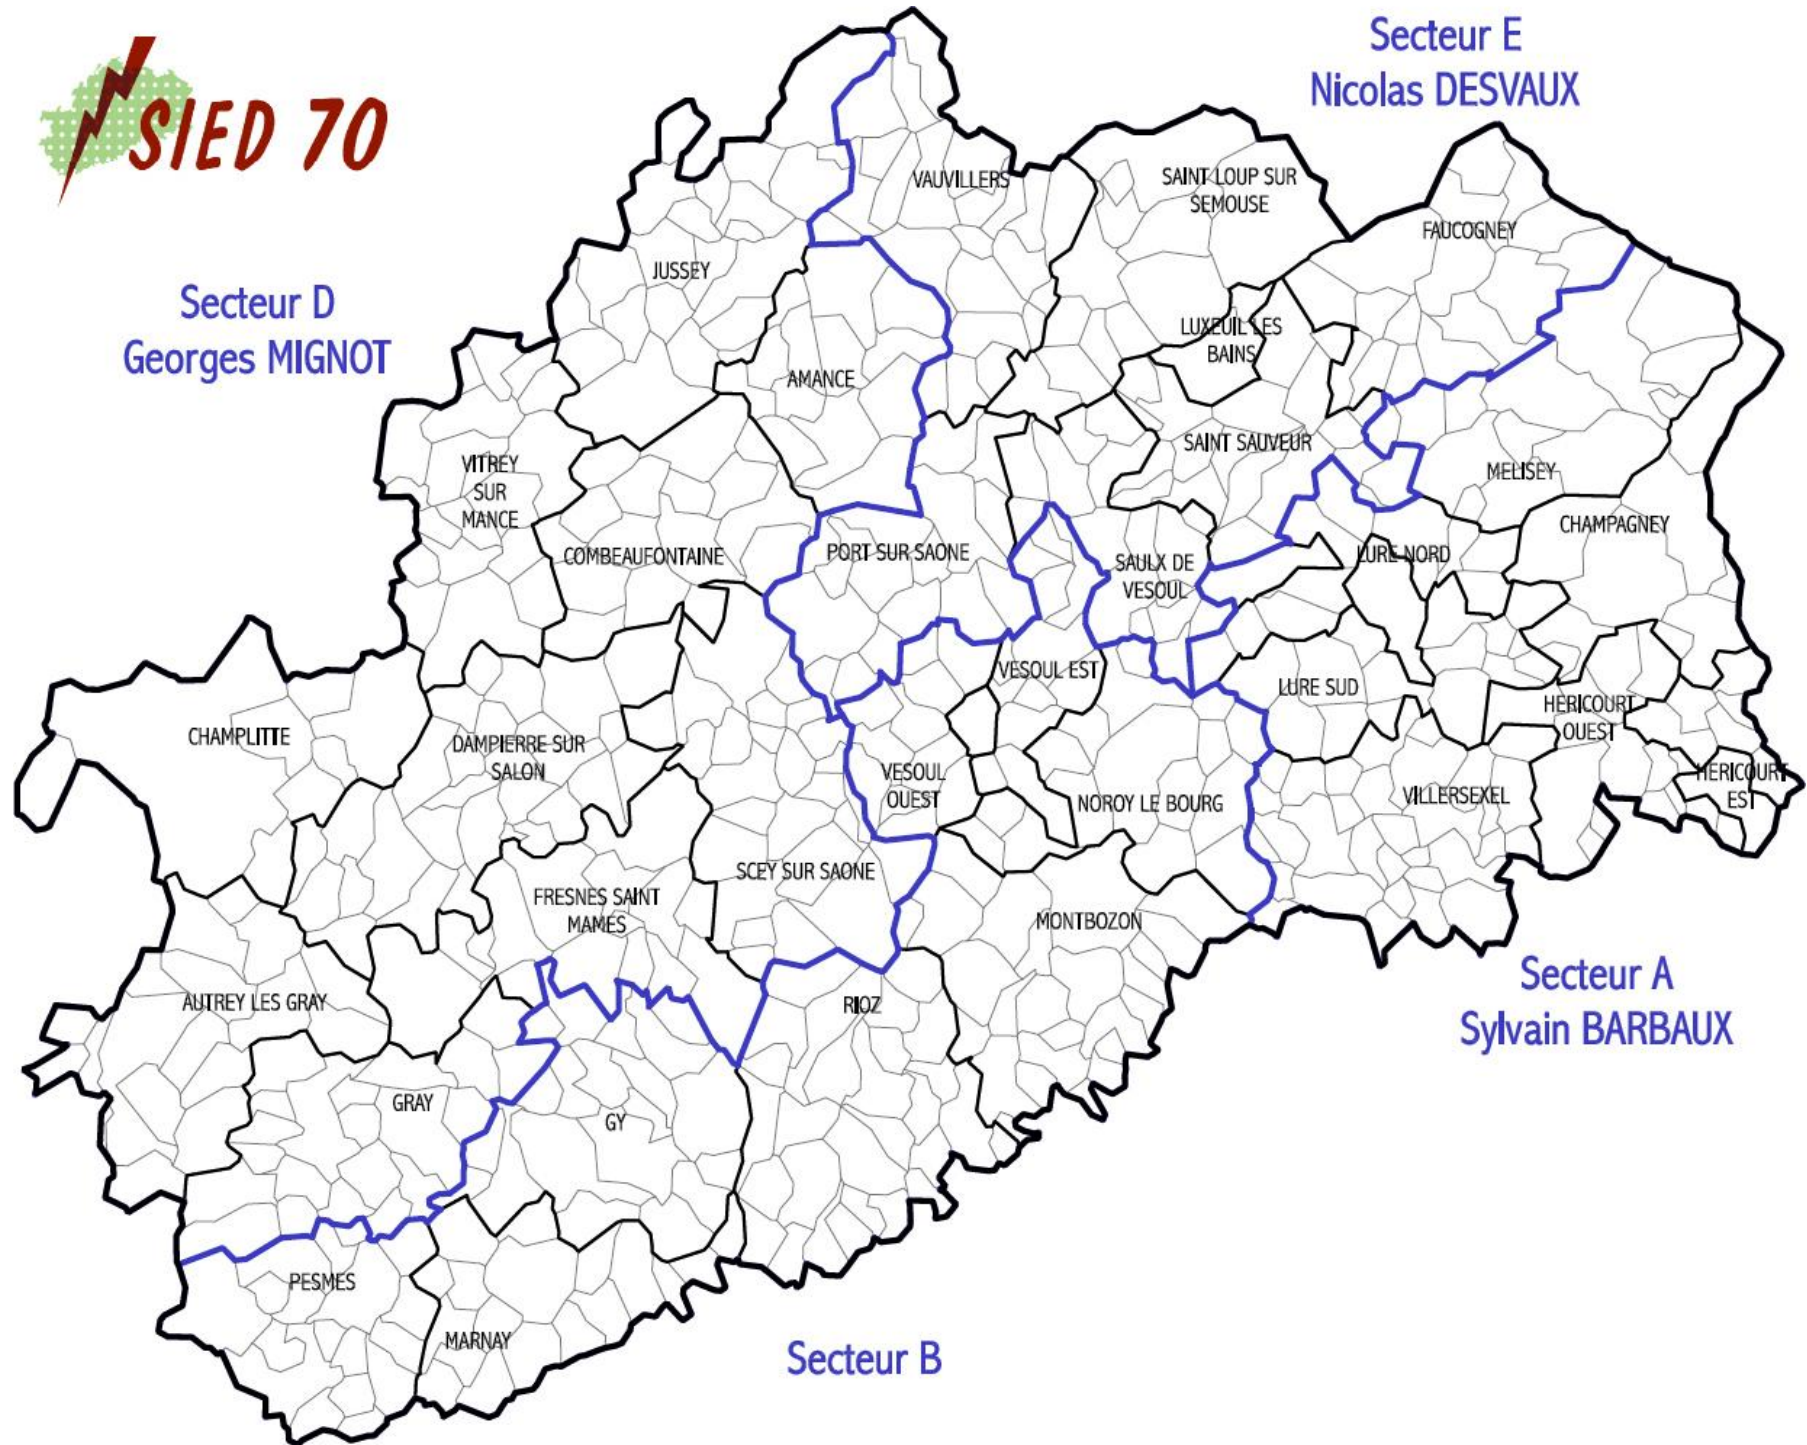 SIED 70
Secteur E
Nicolas DESVAUX
Secteur D
Georges MIGNOT
VAUVILLERS
SAINT LOUP SUR
SEMOUSE
FAUCOGNEY
JUSSEY
LUXEUIL LES
BAINS
AMANCE
SAINT SAUVEUR
VITREY
SUR
MANCE
MELISEY
CHAMPAGNEY
COMBEAUFONTAINE
PORT SUR SAONE
SAULX DE
VESOUL
LURE NORD
VESOUL EST
LURE SUD
HERICOURT
OUEST
CHAMPLITTE
DAMPIERRE SUR
SALON
VESOUL
OUEST
NOROY LE BOURG
VILLERSEXEL
HERICOURT
EST
SCEY SUR SAONE
FRESNES SAINT
MAMES
MONTBOZON
AUTREY LES GRAY
RIOZ
Secteur A
Sylvain BARBAUX
GRAY
GY
PESMES
MARNAY
Secteur B